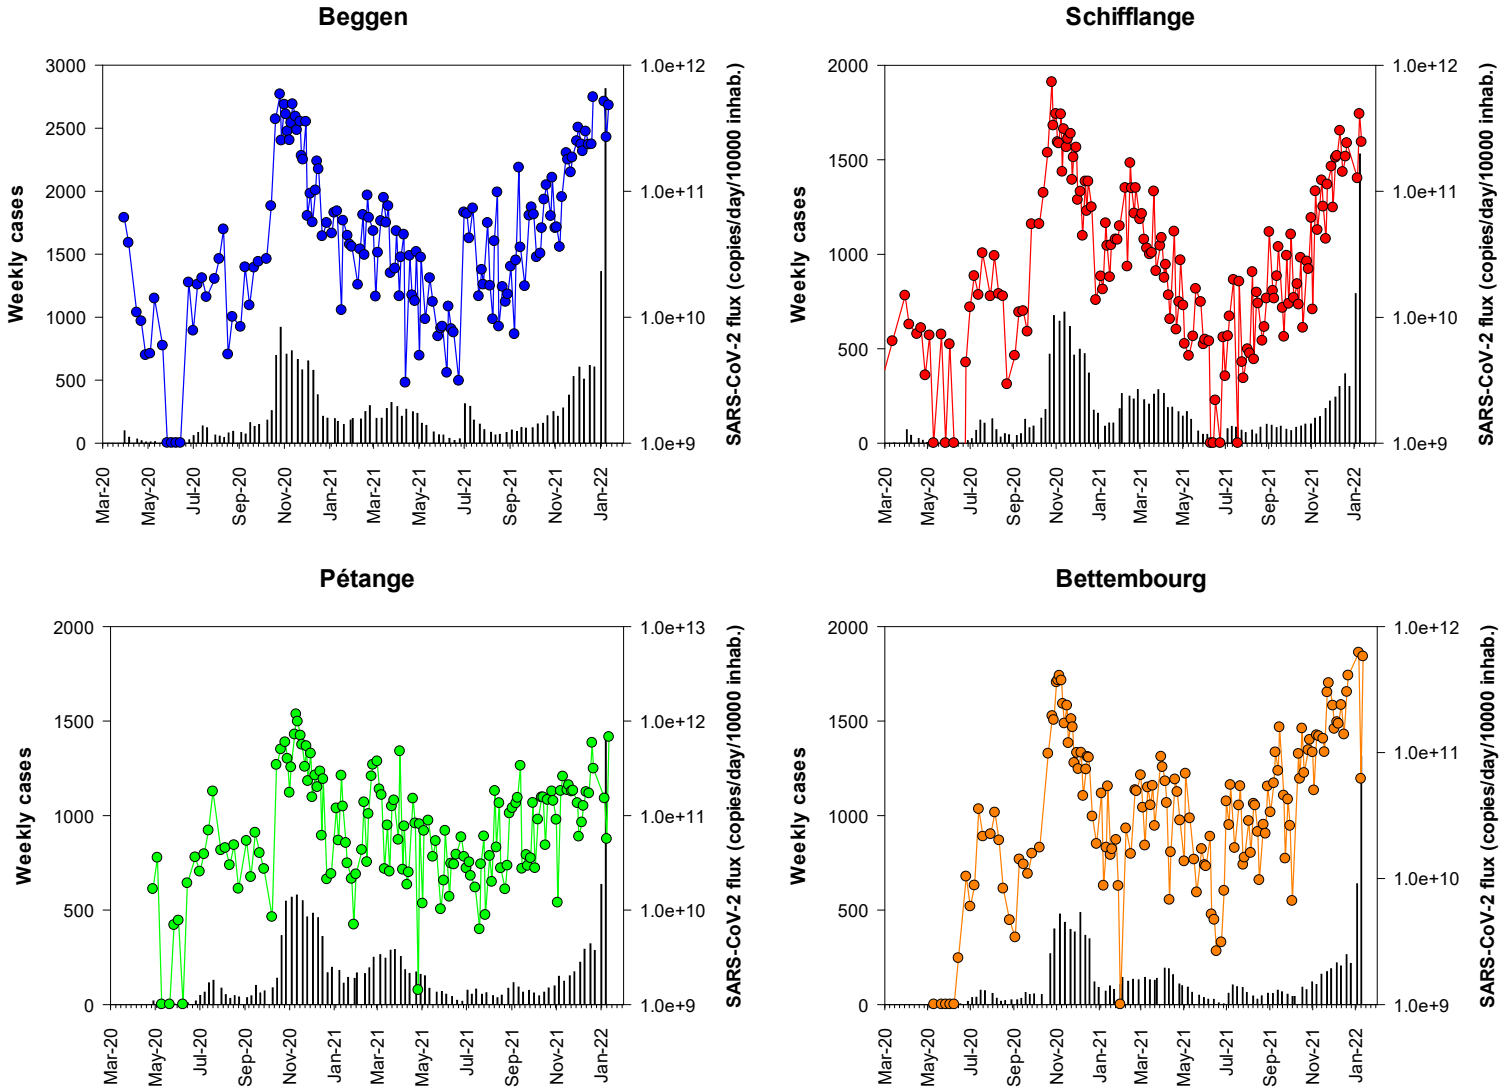 Beggen
Weekly cases
3000
2500
2000
1500
1000
500
0
1.0e+12
1.0e+11
1.0e+10
1.0e+9
SARS-CoV-2 flux (copies/day/10000 inhab.)
Mar-20
May-20
Jul-20
Sep-20
Nov-20
Jan-21
Mar-21
May-21
Jul-21
Sep-21
Nov-21
Jan-22
Schifflange
Weekly cases
2000
1500
1000
500
0
1.0e+12
1.0e+11
1.0e+10
1.0e+9
SARS-CoV-2 flux (copies/day/10000 inhab.)
Mar-20
May-20
Jul-20
Sep-20
Nov-20
Jan-21
Mar-21
May-21
Jul-21
Sep-21
Nov-21
Jan-22
Pétange
Weekly cases
2000
1500
1000
500
0
1.0e+13
1.0e+12
1.0e+11
1.0e+10
1.0e+9
SARS-CoV-2 flux (copies/day/10000 inhab.)
Mar-20
May-20
Jul-20
Sep-20
Nov-20
Jan-21
Mar-21
May-21
Jul-21
Sep-21
Nov-21
Jan-22
Bettembourg
Weekly cases
2000
1500
1000
500
0
1.0e+12
1.0e+11
1.0e+10
1.0e+9
SARS-CoV-2 flux (copies/day/10000 inhab.)
Mar-20
May-20
Jul-20
Sep-20
Nov-20
Jan-21
Mar-21
May-21
Jul-21
Sep-21
Nov-21
Jan-22